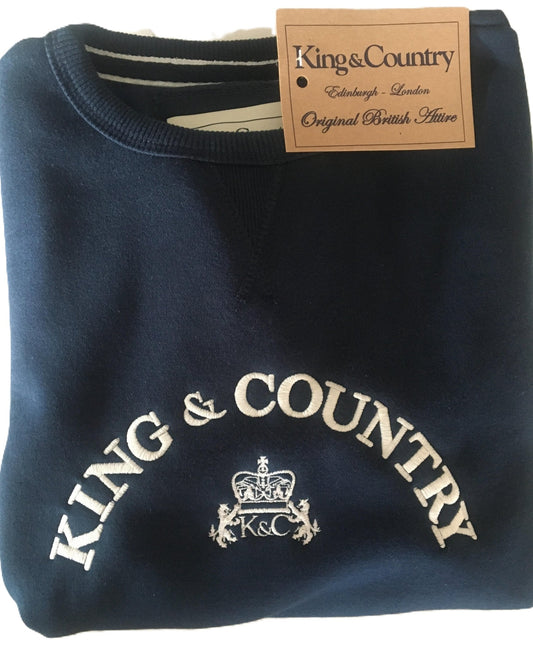 King&Country
Edinburgh - London
Original British Attire
KING & COUNTRY
K&C